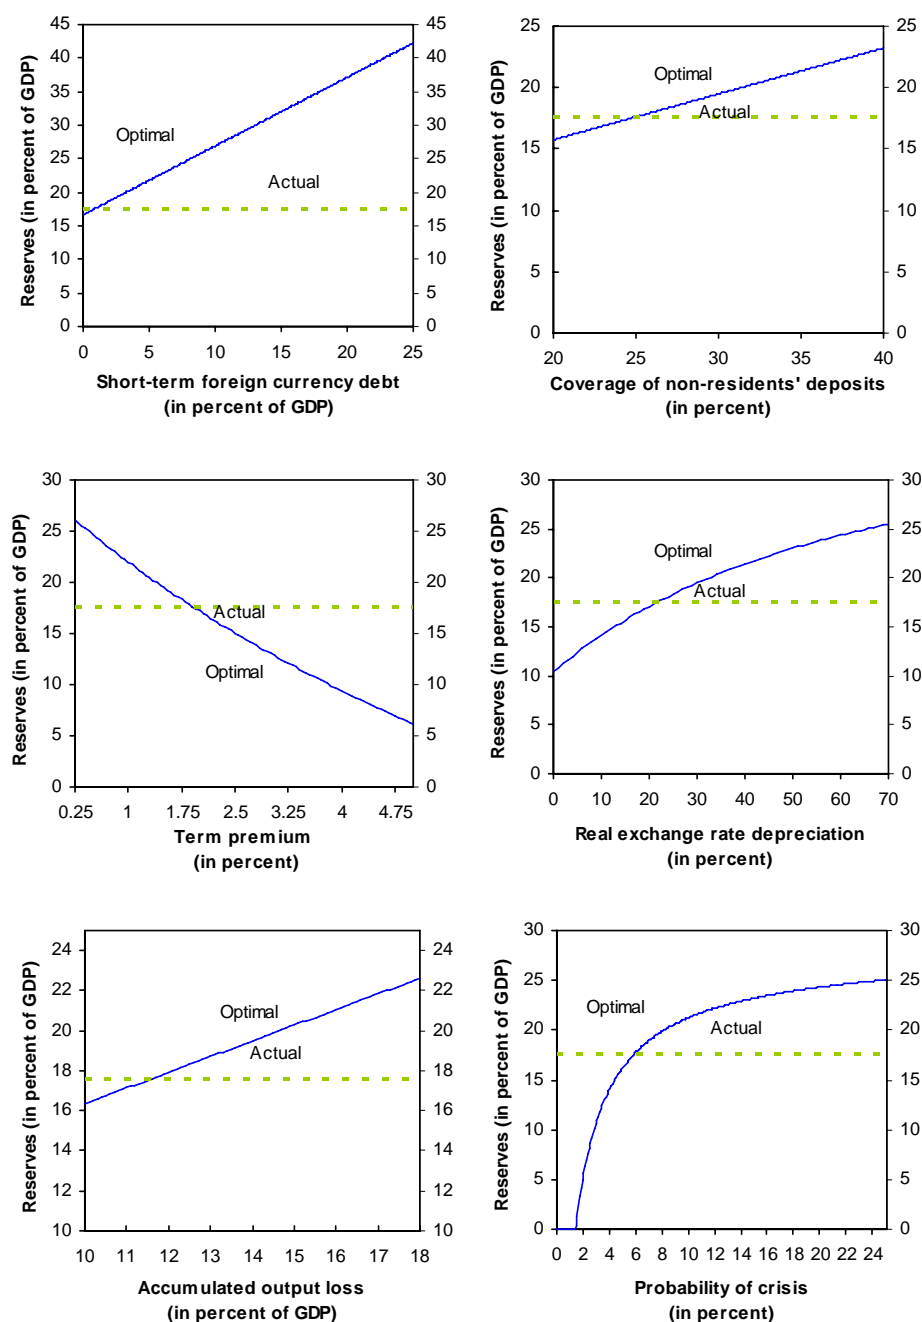 Reserves (in percent of GDP)
45
40
35
30
25
20
15
10
5
0
Optimal
Actual
45
40
35
30
25
20
15
10
5
0
0 5 10 15 20 25
Short-term foreign currency debt
(in percent of GDP)
Reserves (in percent of GDP)
25
20
15
10
5
0
Optimal
Actual
25
20
15
10
5
0
20 25 30 35 40
Coverage of non-residents' deposits
(in percent)
Reserves (in percent of GDP)
30
25
20
15
10
5
0
Actual
Optimal
30
25
20
15
10
5
0
0.25 1 1.75 2.5 3.25 4 4.75
Term premium
(in percent)
Reserves (in percent of GDP)
30
25
20
15
10
5
0
Optimal
Actual
30
25
20
15
10
5
0
0 10 20 30 40 50 60 70
Real exchange rate depreciation
(in percent)
Reserves (in percent of GDP)
24
22
20
18
16
14
12
10
Optimal
Actual
24
22
20
18
16
14
12
10
10 11 12 13 14 15 16 17 18
Accumulated output loss
(in percent of GDP)
Reserves (in percent of GDP)
30
25
20
15
10
5
0
Optimal
Actual
30
25
20
15
10
5
0
0 2 4 6 8 10 12 14 16 18 20 22 24
Probability of crisis
(in percent)